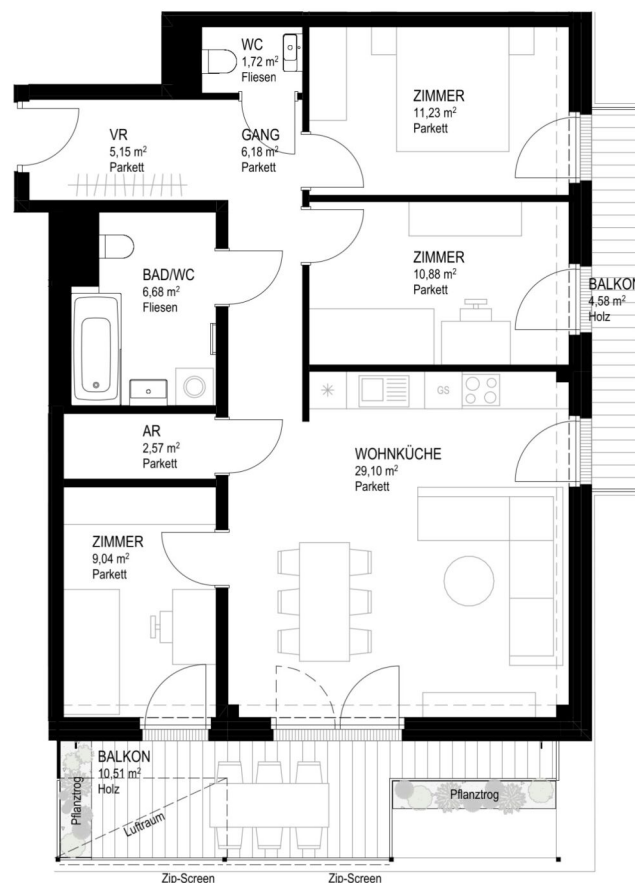 WC
1,72 m²
Fliesen
ZIMMER
11,23 m²
Parkett
VR
5,15 m²
Parkett
GANG
6,18 m²
Parkett
ZIMMER
10,88 m²
Parkett
BAD/WC
6,68 m²
Fliesen
BALKON
4,58 m²
Holz
GS
AR
2,57 m²
Parkett
WOHNKÜCHE
29,10 m²
Parkett
ZIMMER
9,04 m²
Parkett
BALKON
10,51 m²
Holz
Pflanztrog
Luftraum
Pflanztrog
Zip-Screen
Zip-Screen